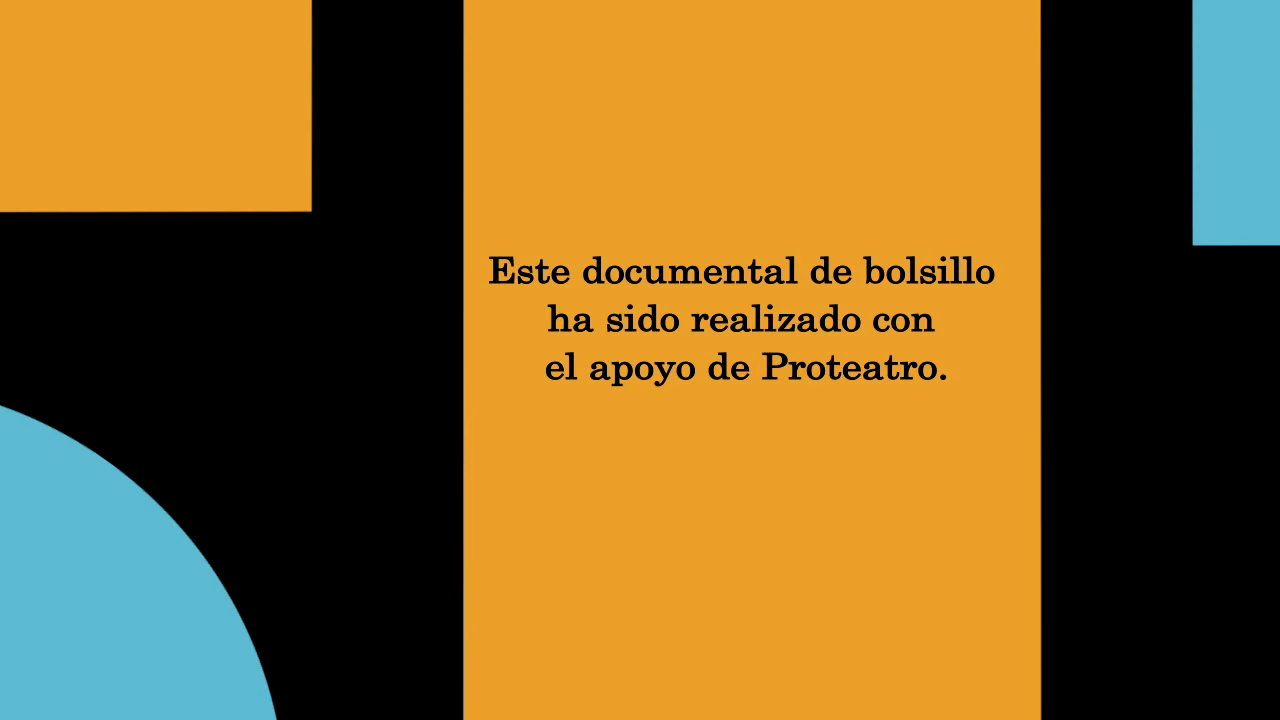 Este documental de bolsillo
ha sido realizado con
el apoyo de Proteatro.